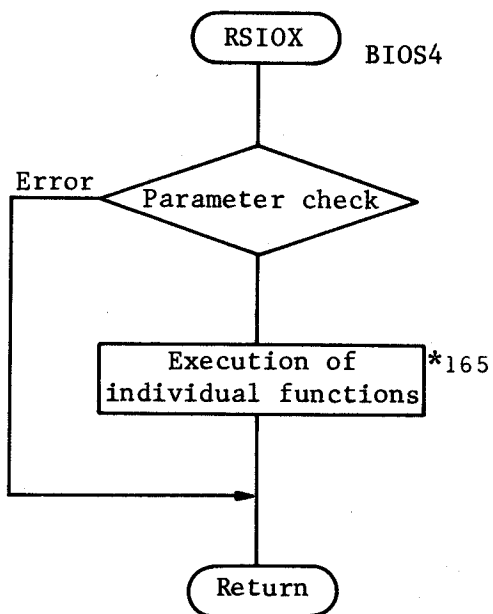 RSIOX
BIOS4
Error
Parameter check
Execution of
individual functions
*165
Return